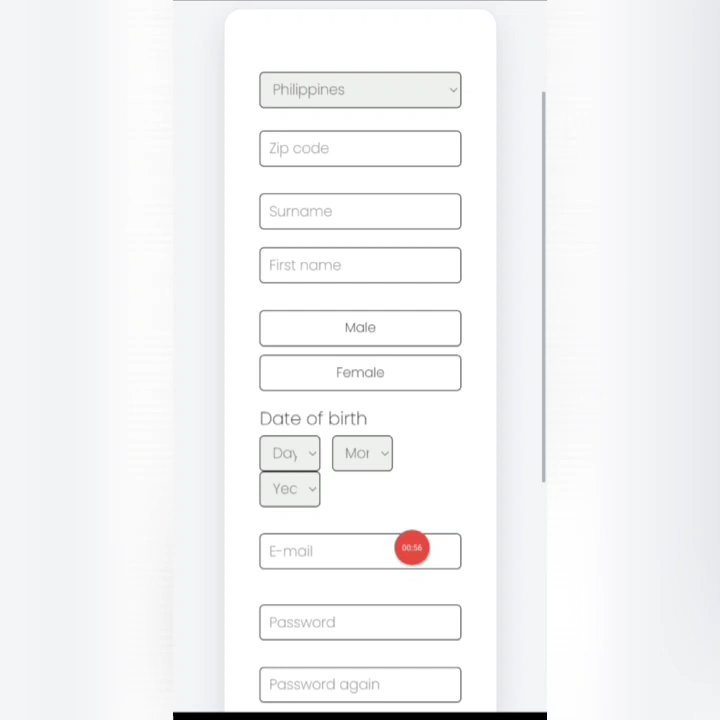 Philippines
Zip code
Surname
First name
Male
Female
Date of birth
Day Mor
Yec
E-mail
00:56
Password
Password again